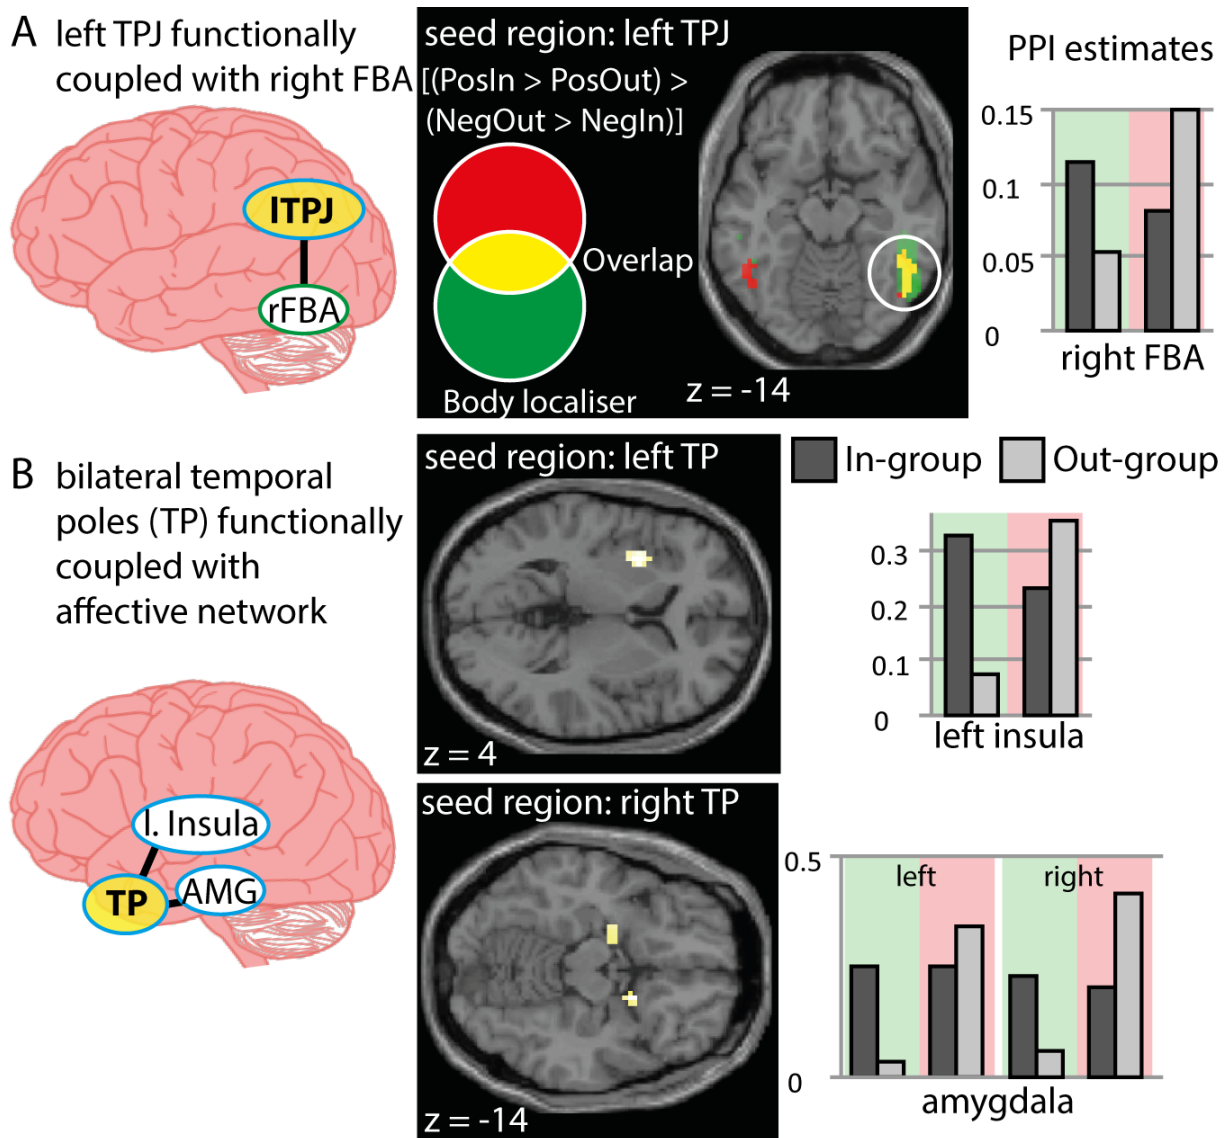 A left TPJ functionally
coupled with right FBA
lTPJ
rFBA
seed region: left TPJ
[(PosIn > PosOut) >
(NegOut > NegIn)]
Overlap
Body localiser
z = -14
PPI estimates
0.15
0.1
0.05
0
right FBA
B bilateral temporal
poles (TP) functionally
coupled with
affective network
l. Insula
TP
AMG
seed region: left TP
z = 4
In-group
Out-group
0.3
0.2
0.1
0
left insula
seed region: right TP
z = -14
0.5
left
right
0
amygdala